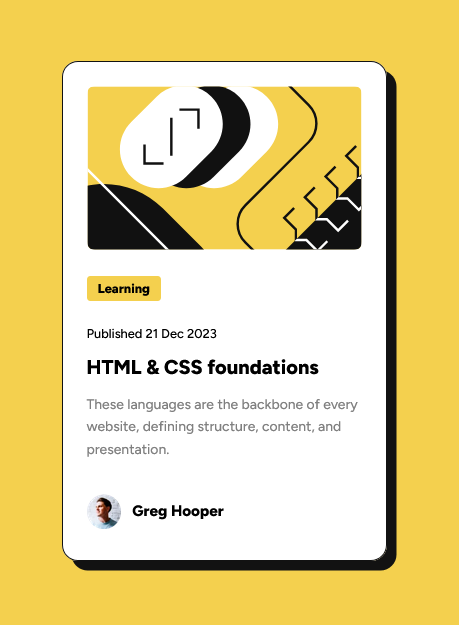 Learning
Published 21 Dec 2023
HTML & CSS foundations
These languages are the backbone of every
website, defining structure, content, and
presentation.
Greg Hooper